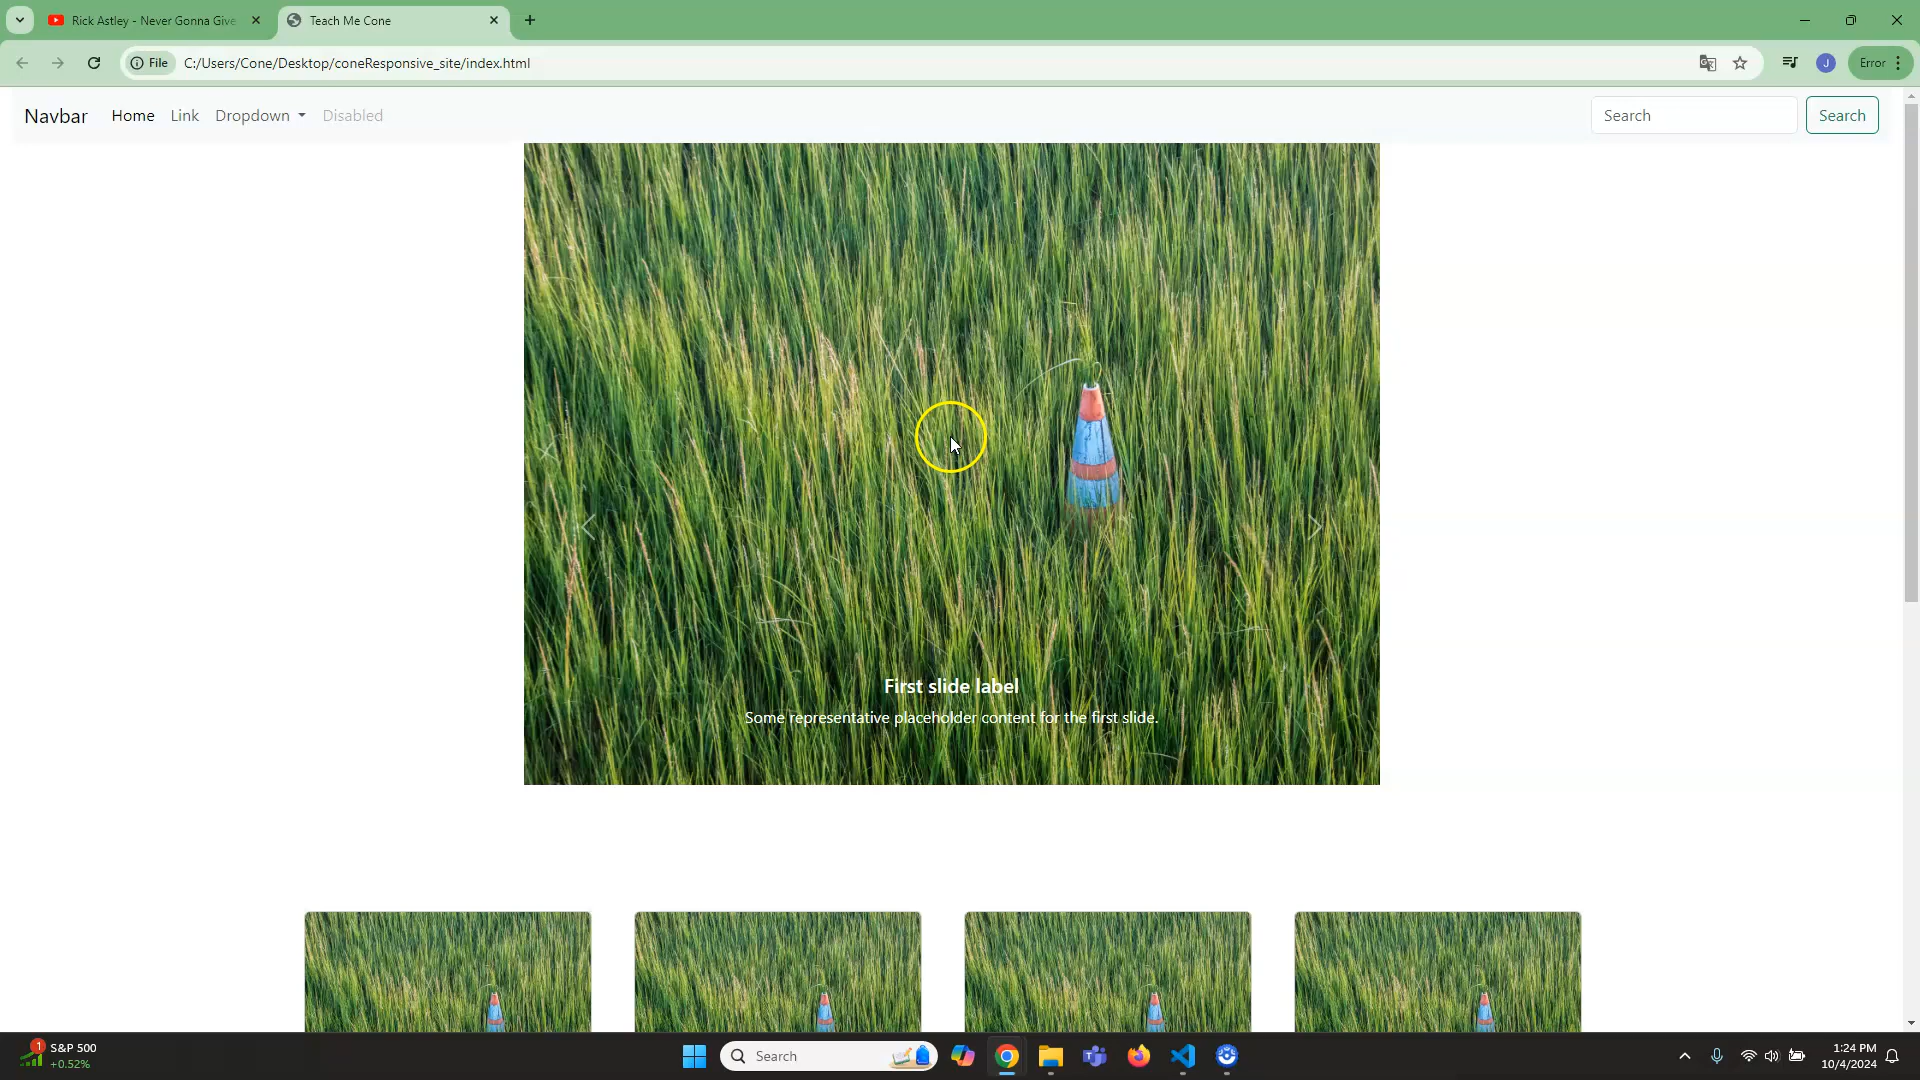 Rick Astley - Never Gonna Give
Teach Me Cone
File
C:/Users/Cone/Desktop/coneResponsive_site/index.html
Error
Navbar
Home
Link
Dropdown
Disabled
Search
Search
First slide label
Some representative placeholder content for the first slide.
1
S&P 500
+0.52%
Search
1:24 PM
10/4/2024